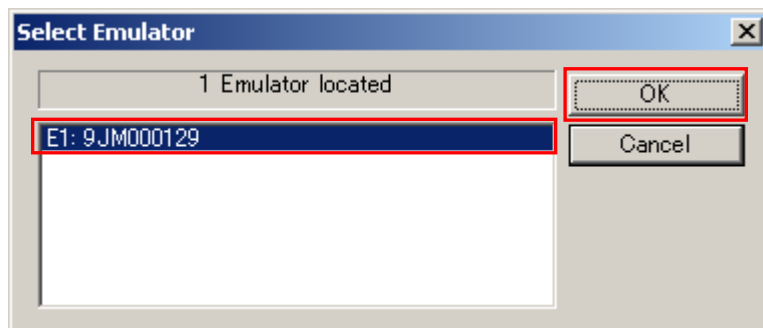 Select Emulator
1 Emulator located
OK
E1: 9JM000129
Cancel